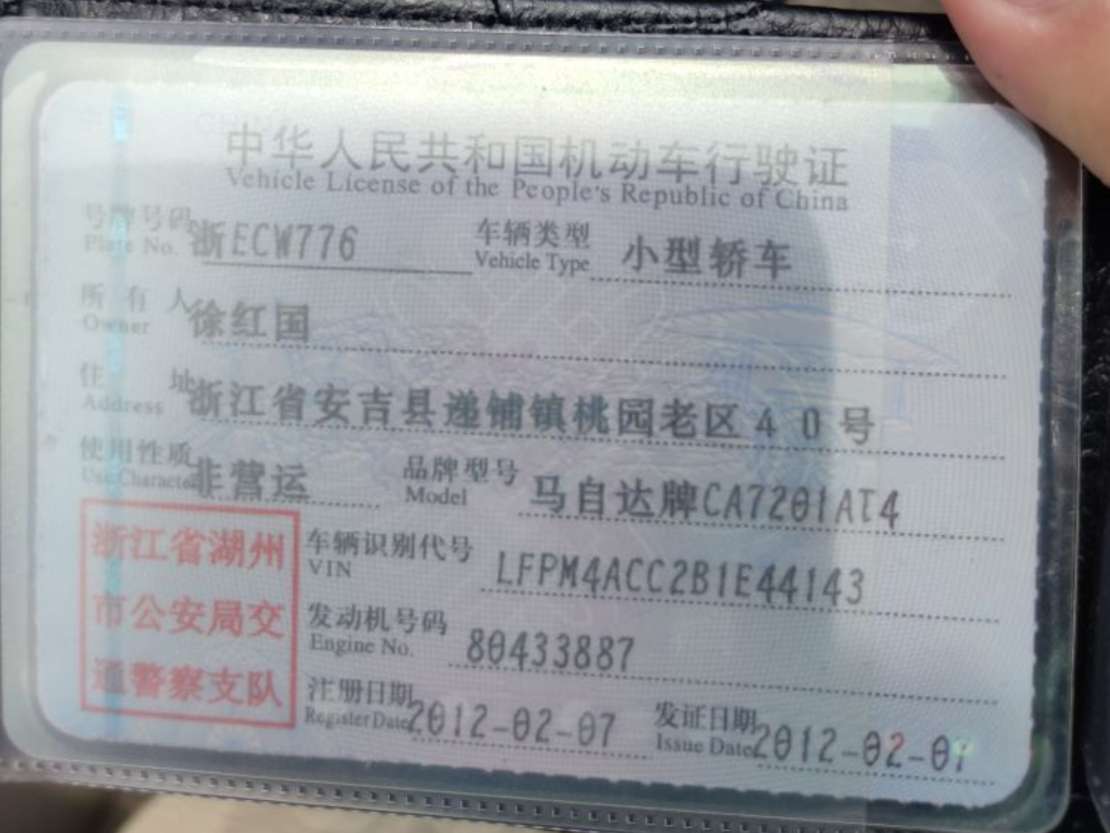 中华人民共和国机动车行驶证
Vehicle License of the People's Republic of China
号牌号码 浙ECW776 车辆类型 小型轿车
Plate No. Vehicle Type
所有人 徐红国
Owner
住址 浙江省安吉县递铺镇桃园老区40号
Address
使用性质 非营运 品牌型号 马自达牌CA7201AT4
Use Character Model
浙江省湖州
市公安局交
通警察支队
车辆识别代号 LFPM4ACC2B1E44143
VIN
发动机号码 80433887
Engine No.
注册日期 2012-02-07 发证日期 2012-02-07
Register Date Issue Date